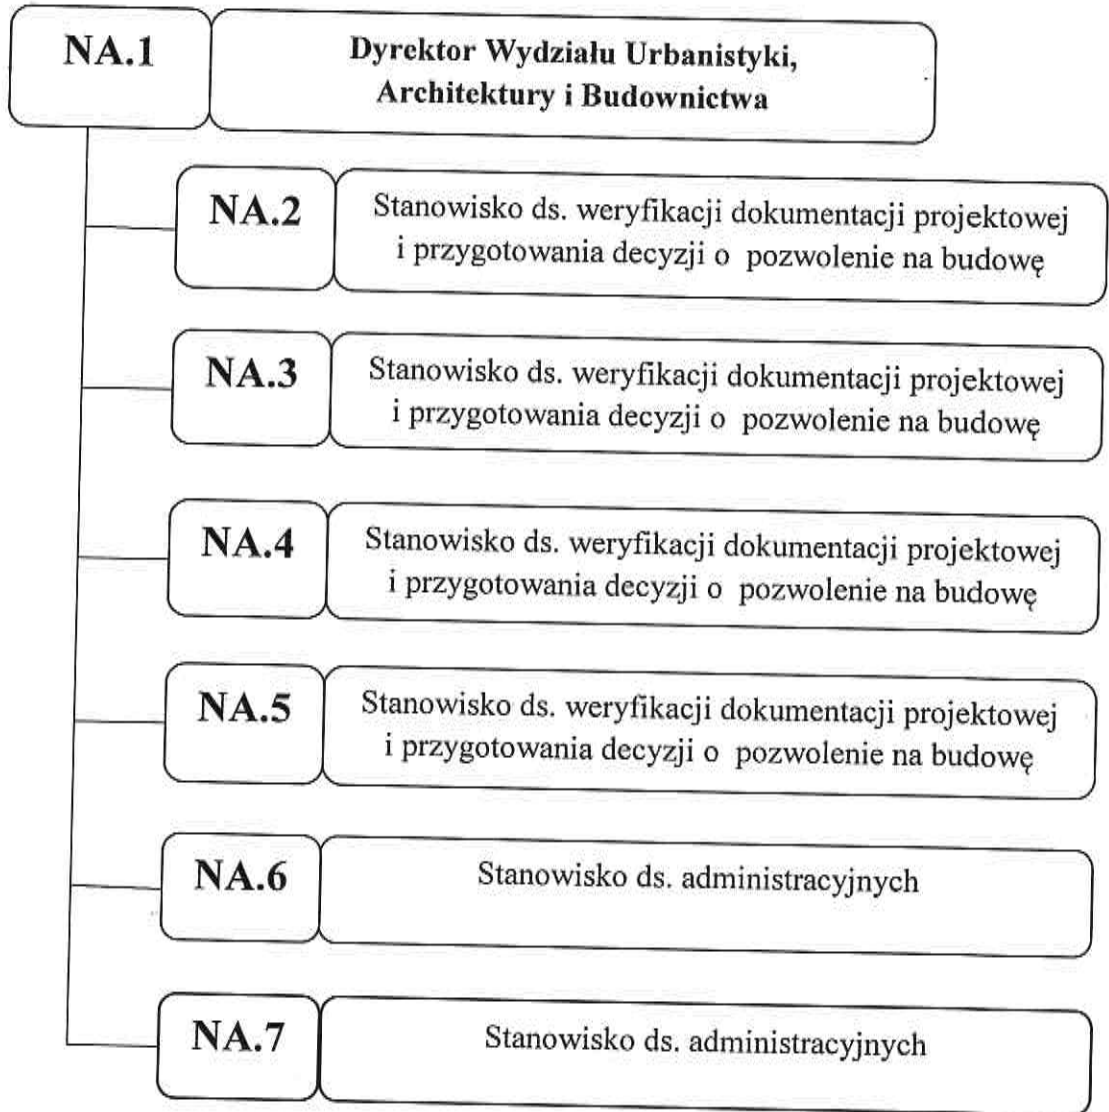 NA.1
Dyrektor Wydziału Urbanistyki,
Architektury i Budownictwa
NA.2
Stanowisko ds. weryfikacji dokumentacji projektowej
i przygotowania decyzji o pozwolenie na budowę
NA.3
Stanowisko ds. weryfikacji dokumentacji projektowej
i przygotowania decyzji o pozwolenie na budowę
NA.4
Stanowisko ds. weryfikacji dokumentacji projektowej
i przygotowania decyzji o pozwolenie na budowę
NA.5
Stanowisko ds. weryfikacji dokumentacji projektowej
i przygotowania decyzji o pozwolenie na budowę
NA.6
Stanowisko ds. administracyjnych
NA.7
Stanowisko ds. administracyjnych